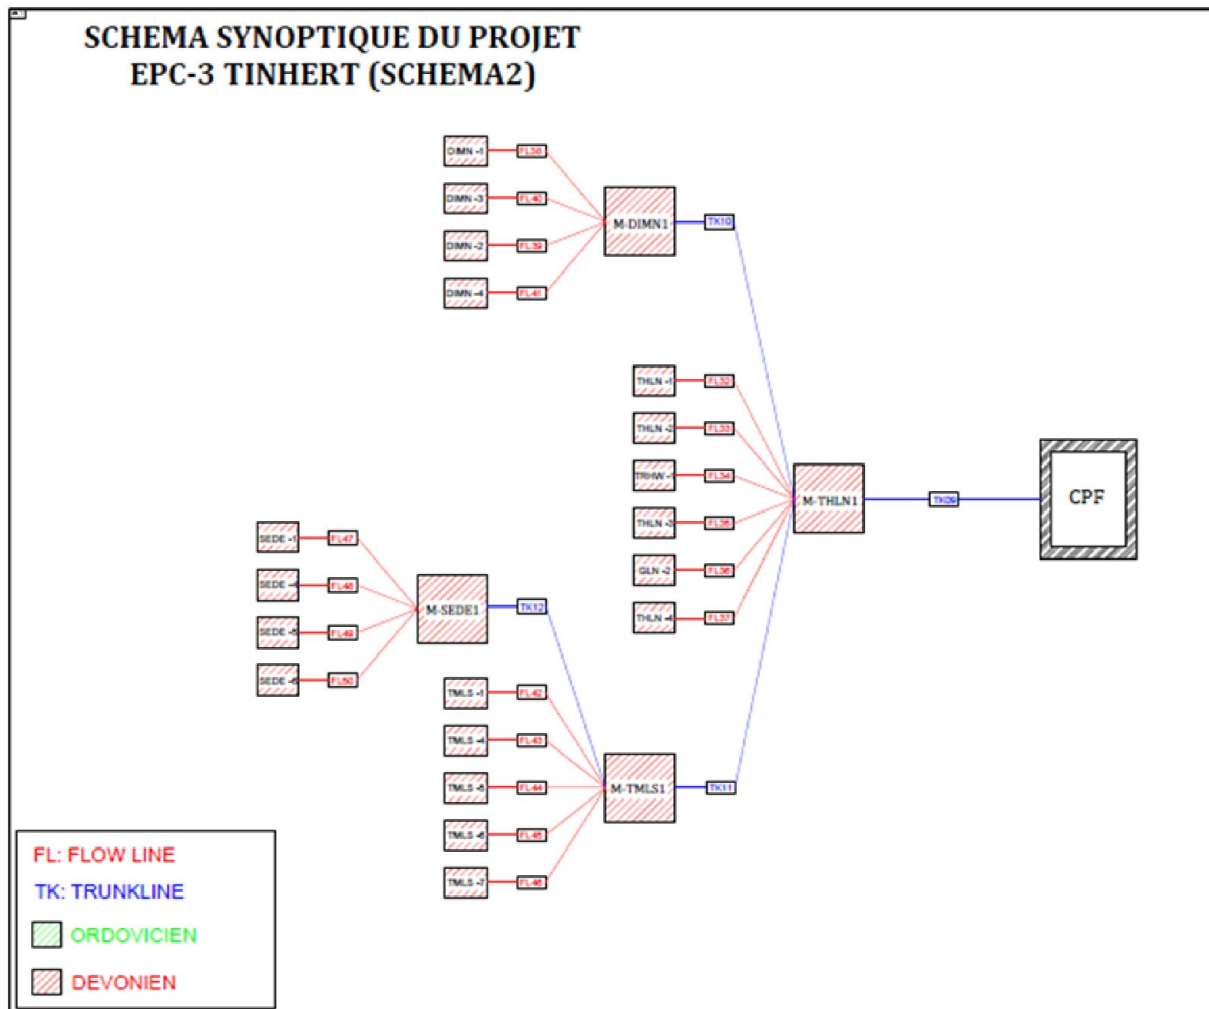 SCHEMA SYNOPTIQUE DU PROJET
EPC-3 TINHERT (SCHEMA2)
DIMN -1 FL38
DIMN -3 FL40
DIMN -2 FL39
DIMN -4 FL41
M-DIMN1 TK10
THLN -1 FL32
THLN -2 FL33
TRHW -1 FL34
THLN -3 FL35
GLN -2 FL36
THLN -4 FL37
M-THLN1 TK09 CPF
SEDE -1 FL47
SEDE -4 FL48
SEDE -5 FL49
SEDE -6 FL50
M-SEDE1 TK12
TMLS -1 FL42
TMLS -4 FL43
TMLS -5 FL44
TMLS -6 FL45
TMLS -7 FL46
M-TMLS1 TK11
FL: FLOW LINE
TK: TRUNKLINE
ORDOVICIEN
DEVONIEN